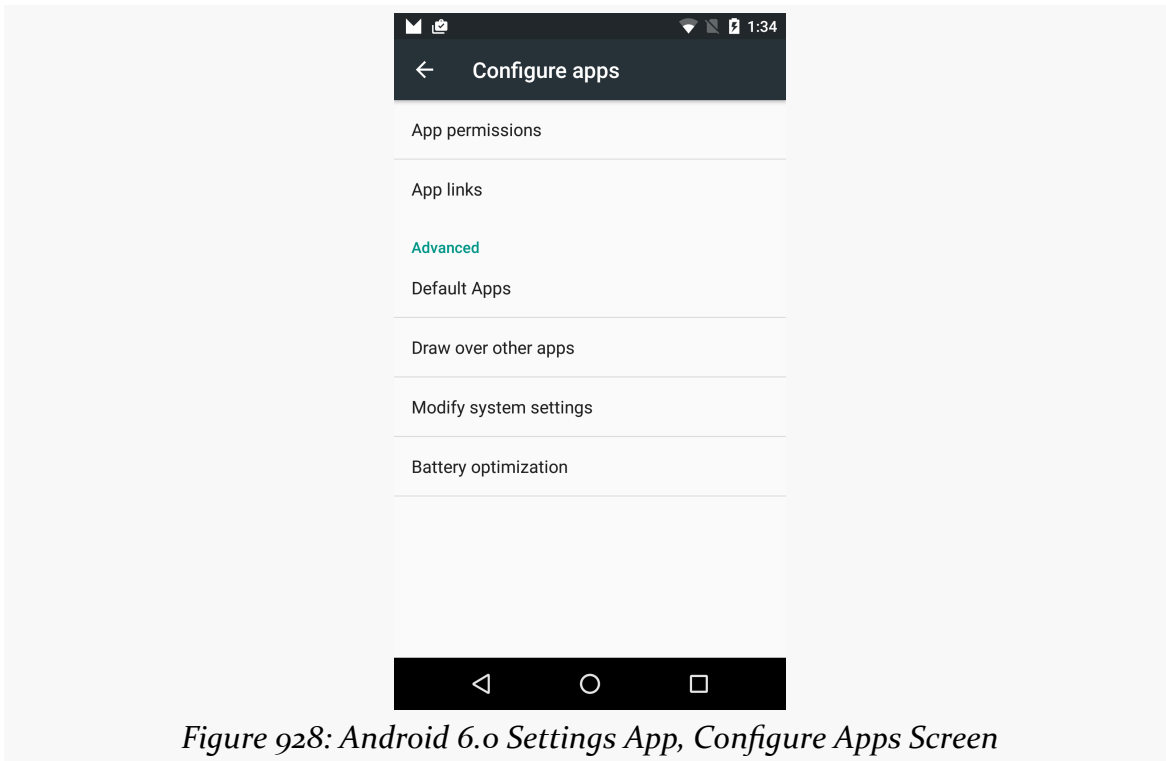 1:34
Configure apps
App permissions
App links
Advanced
Default Apps
Draw over other apps
Modify system settings
Battery optimization
Figure 928: Android 6.0 Settings App, Configure Apps Screen